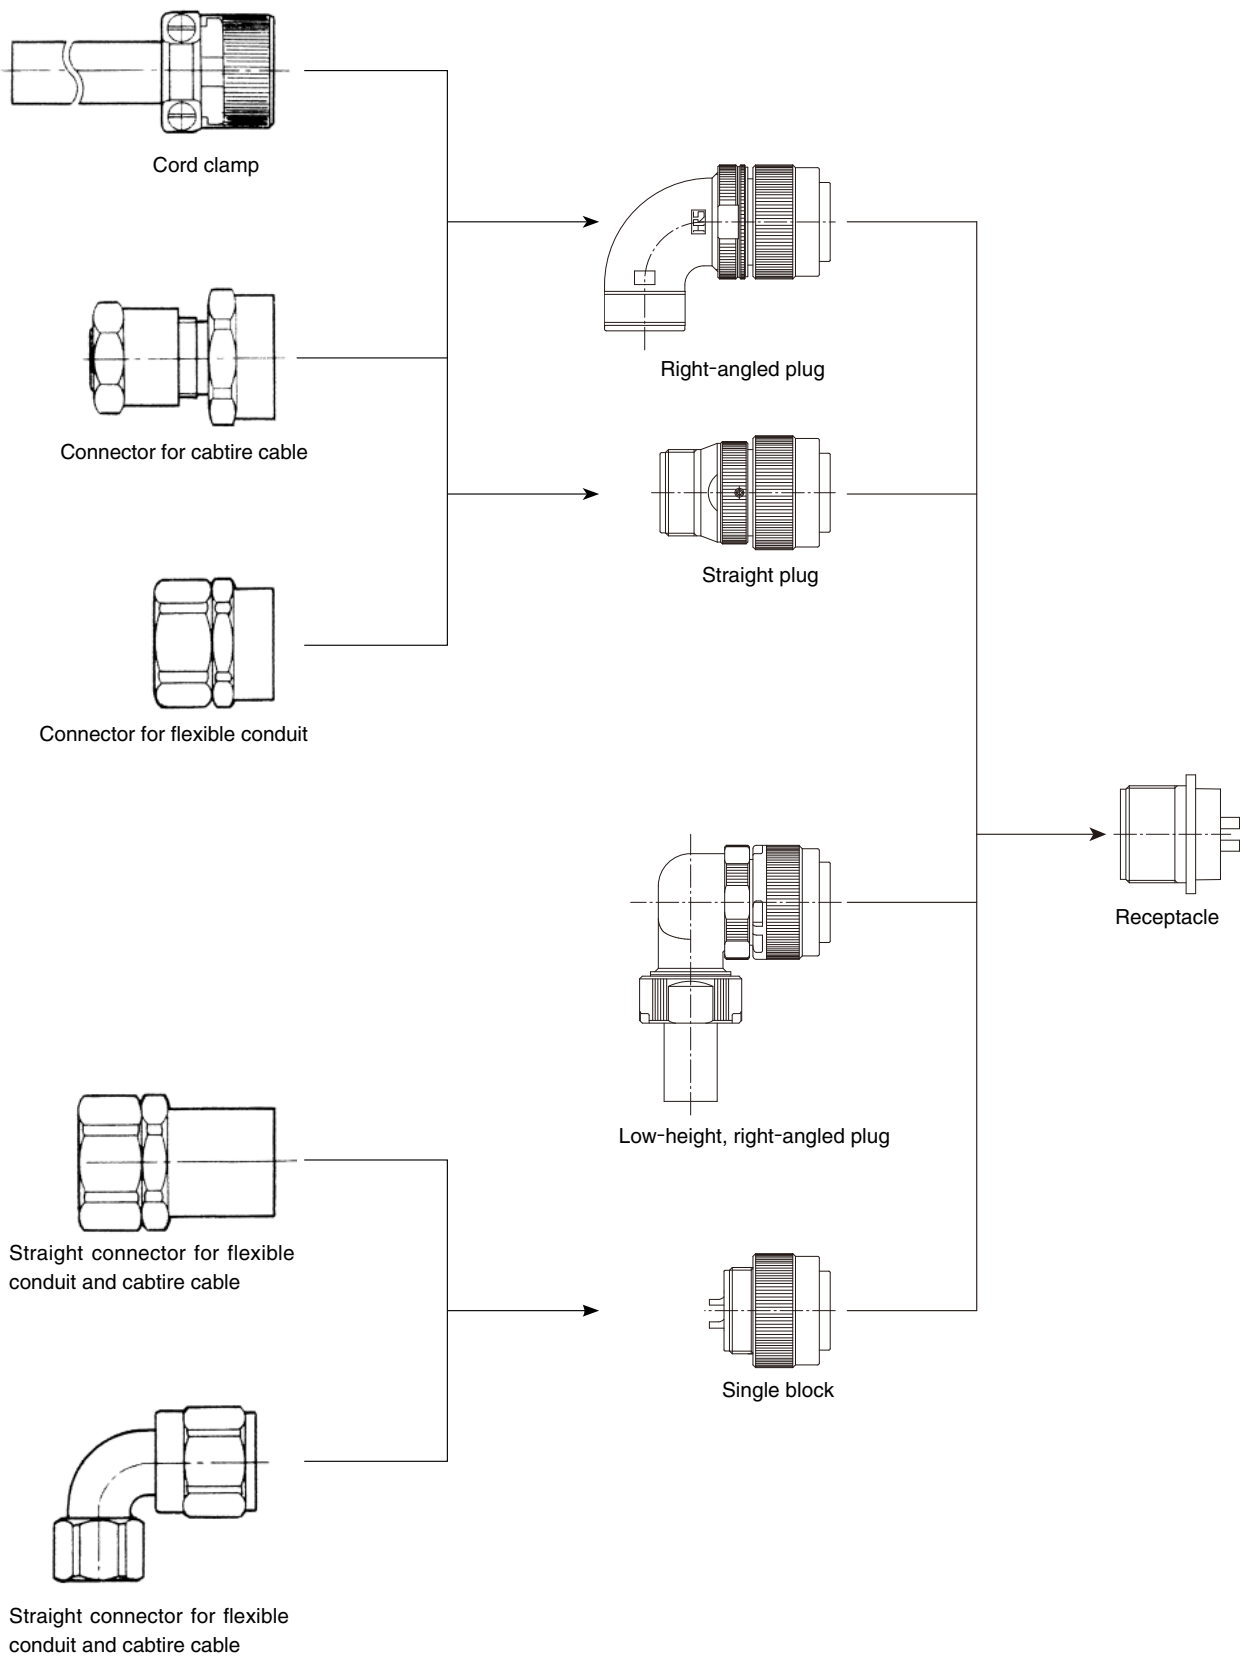 Cord clamp
HRS
Right-angled plug
Connector for cabtire cable
Straight plug
Connector for flexible conduit
Receptacle
Low-height, right-angled plug
Straight connector for flexible
conduit and cabtire cable
Single block
Straight connector for flexible
conduit and cabtire cable